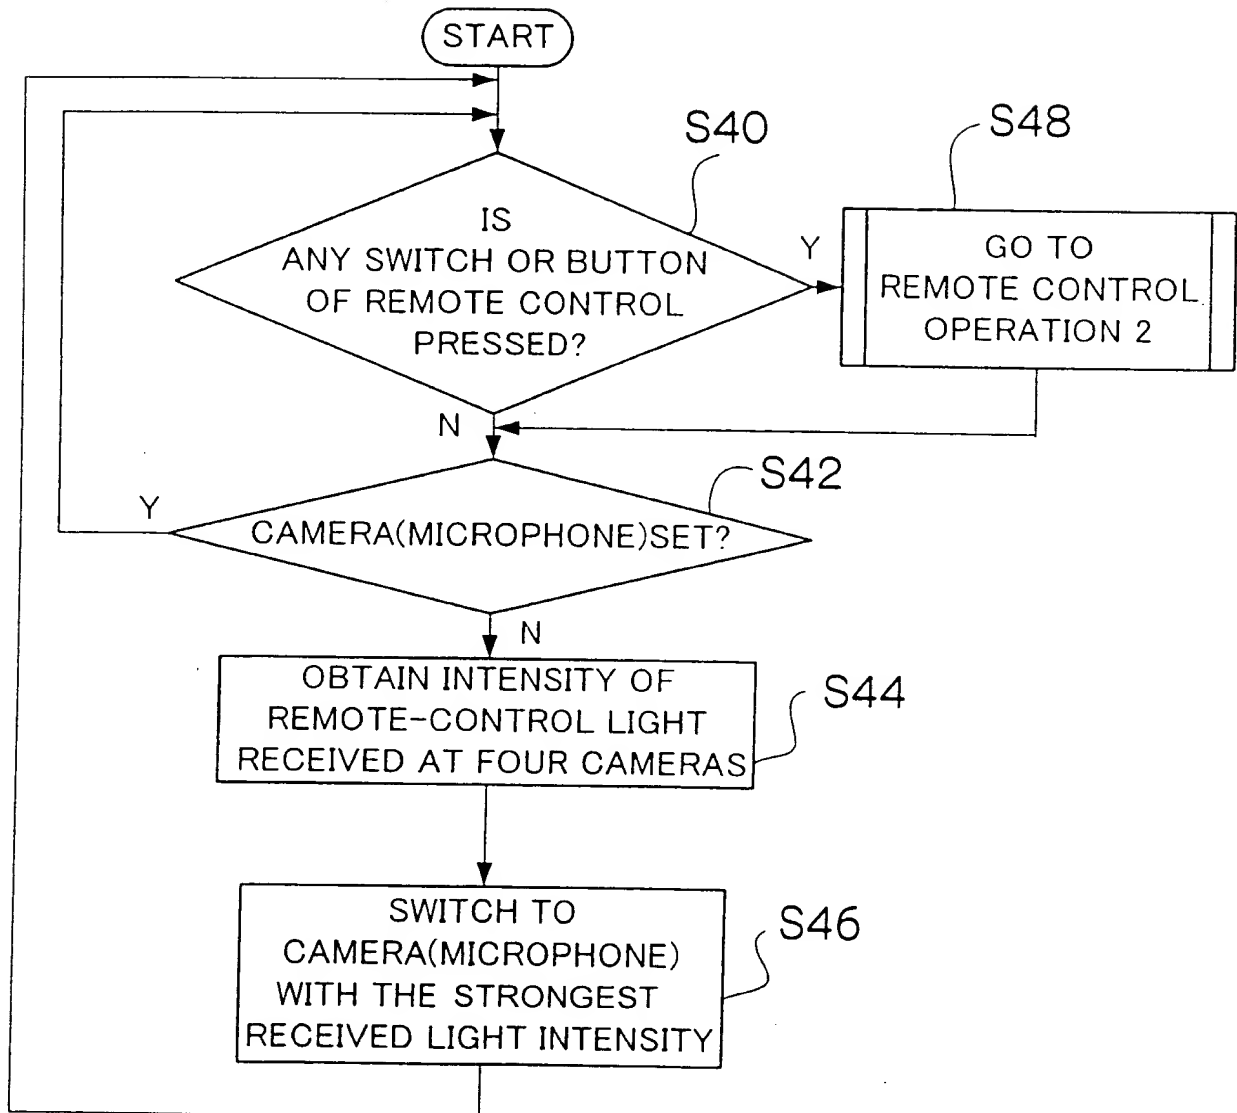 START
S40
S48
IS
ANY SWITCH OR BUTTON
OF REMOTE CONTROL
PRESSED?
Y
GO TO
REMOTE CONTROL
OPERATION 2
N
S42
Y
CAMERA(MICROPHONE)SET?
N
OBTAIN INTENSITY OF
REMOTE-CONTROL LIGHT
RECEIVED AT FOUR CAMERAS
S44
SWITCH TO
CAMERA(MICROPHONE)
WITH THE STRONGEST
RECEIVED LIGHT INTENSITY
S46